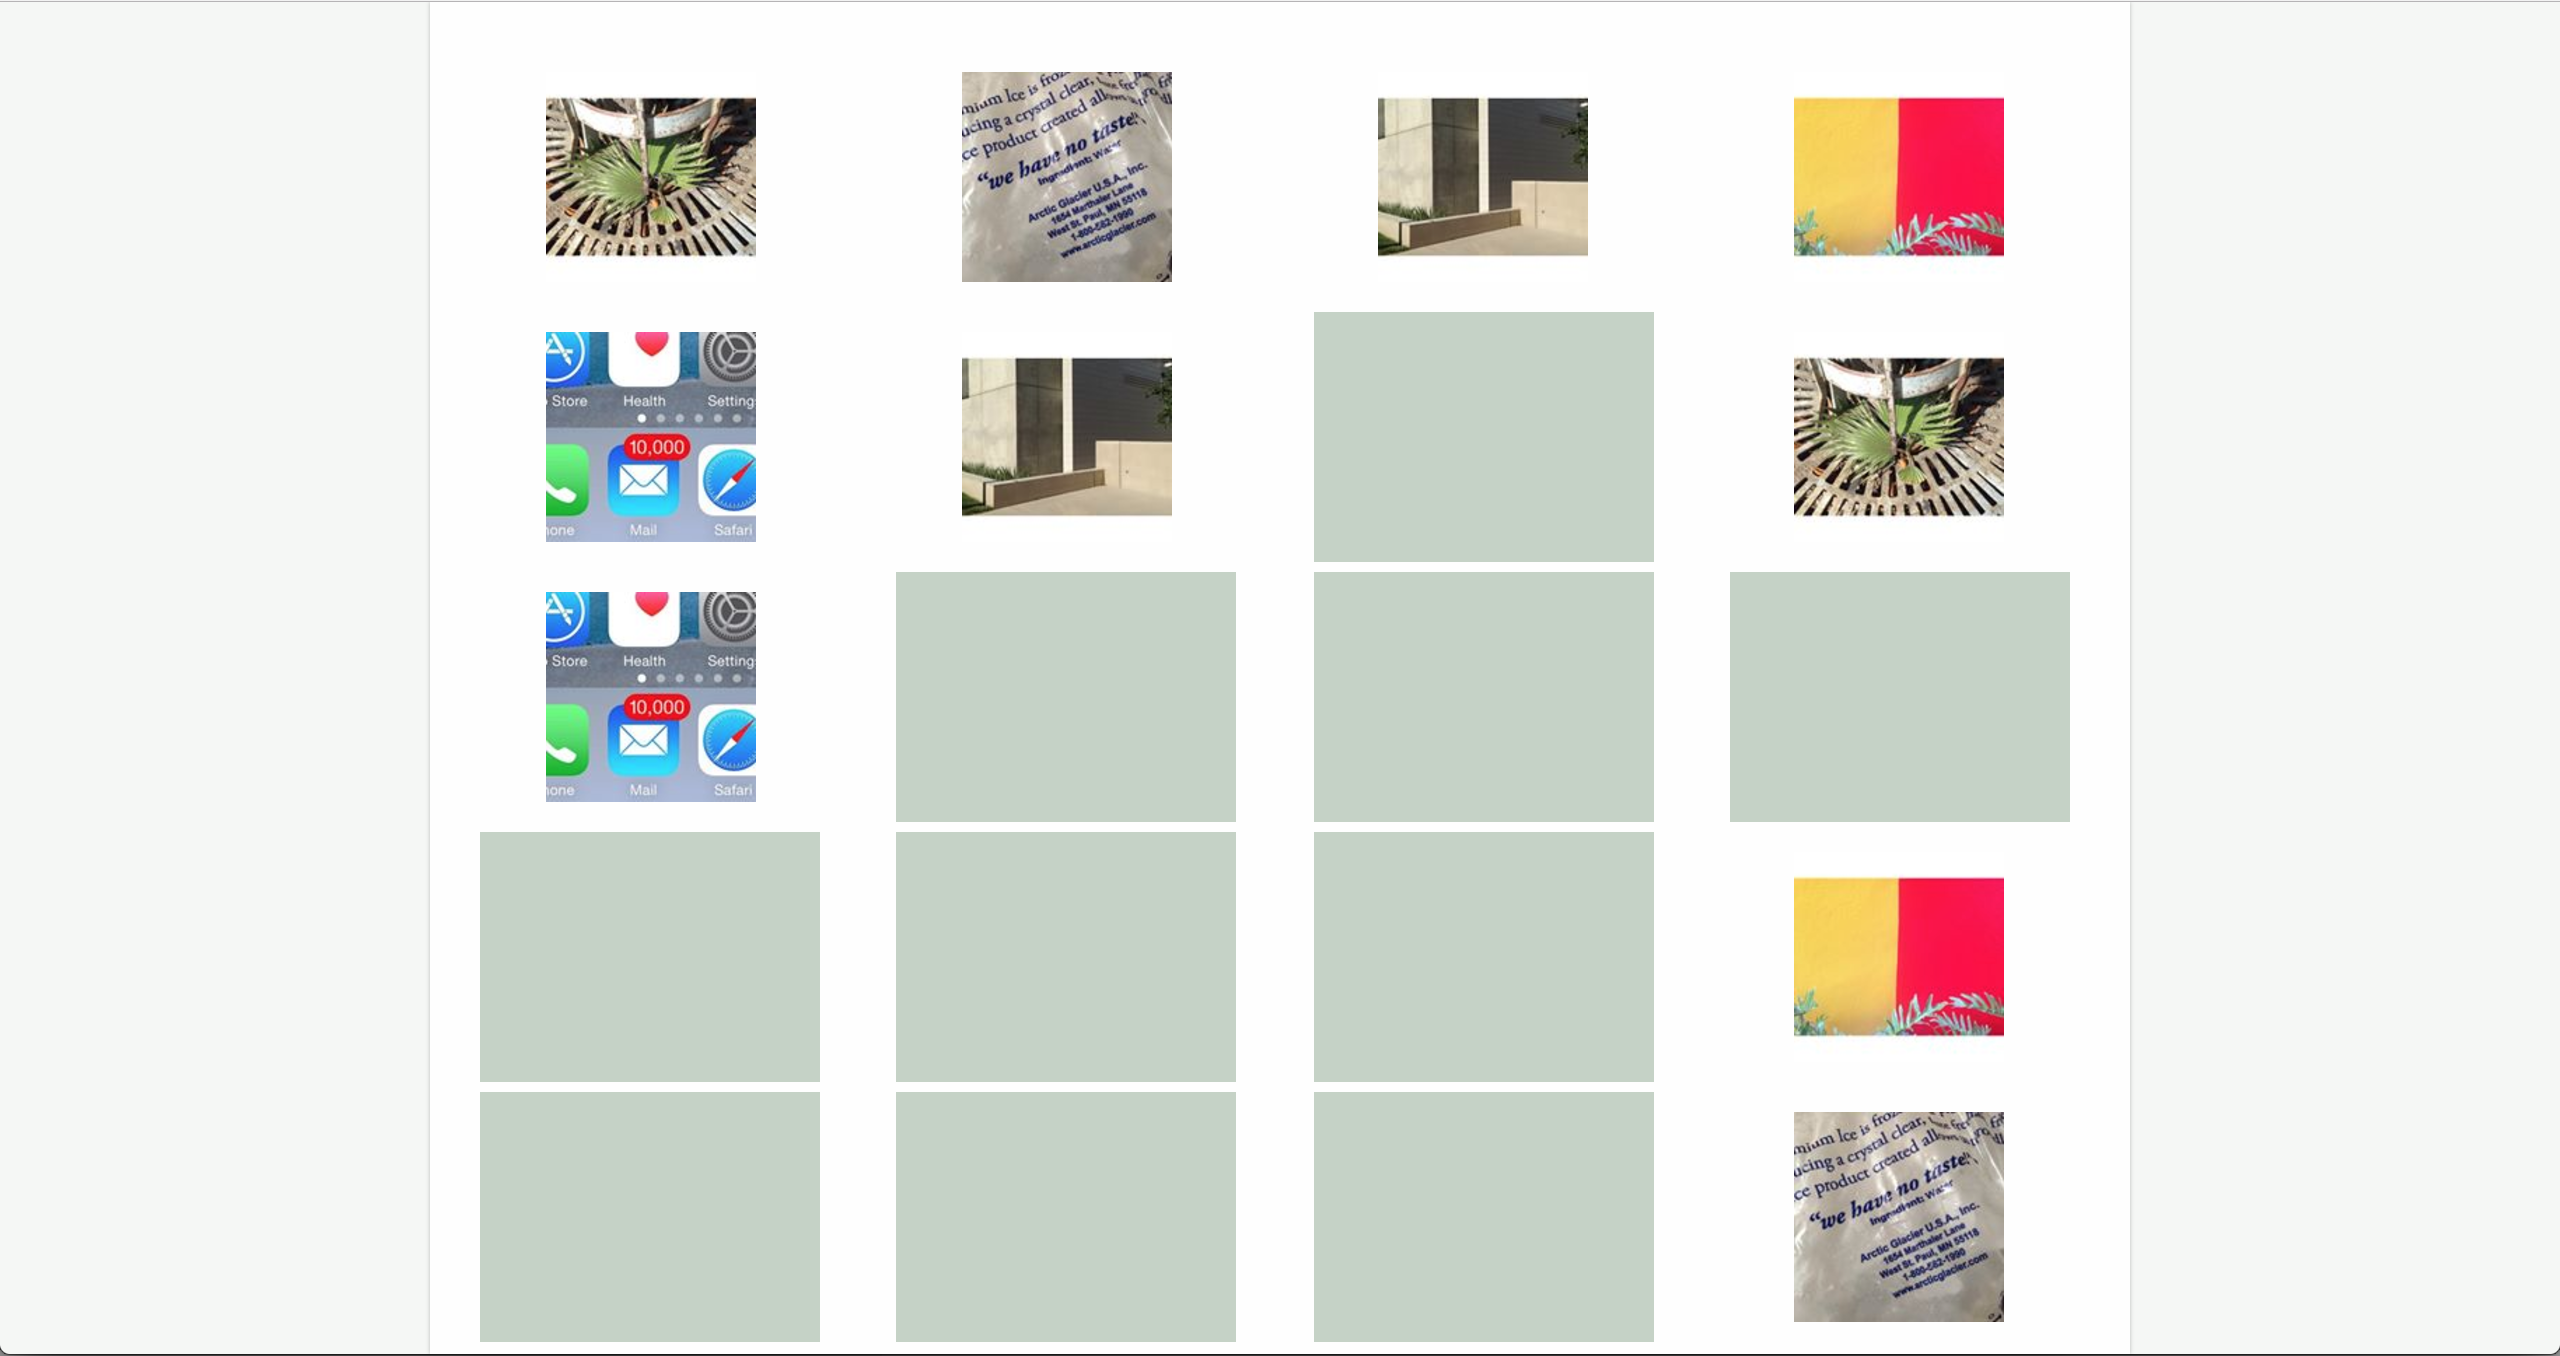 mium Ice is froz
ucing a crystal clear,
ce product created allows
"we have no taste!"
Ingredient: Water
Arctic Glacier U.S.A., Inc.
1654 Marthaler Lane
West St. Paul, MN 55118
1-800-562-1990
www.arcticglacier.com
Store
Health
Setting
10,000
hone
Mail
Safari
Store
Health
Setting
10,000
hone
Mail
Safari
mium Ice is froz
ucing a crystal clear,
ce product created allows
"we have no taste!"
Ingredient: Water
Arctic Glacier U.S.A., Inc.
1654 Marthaler Lane
West St. Paul, MN 55118
1-800-562-1990
www.arcticglacier.com